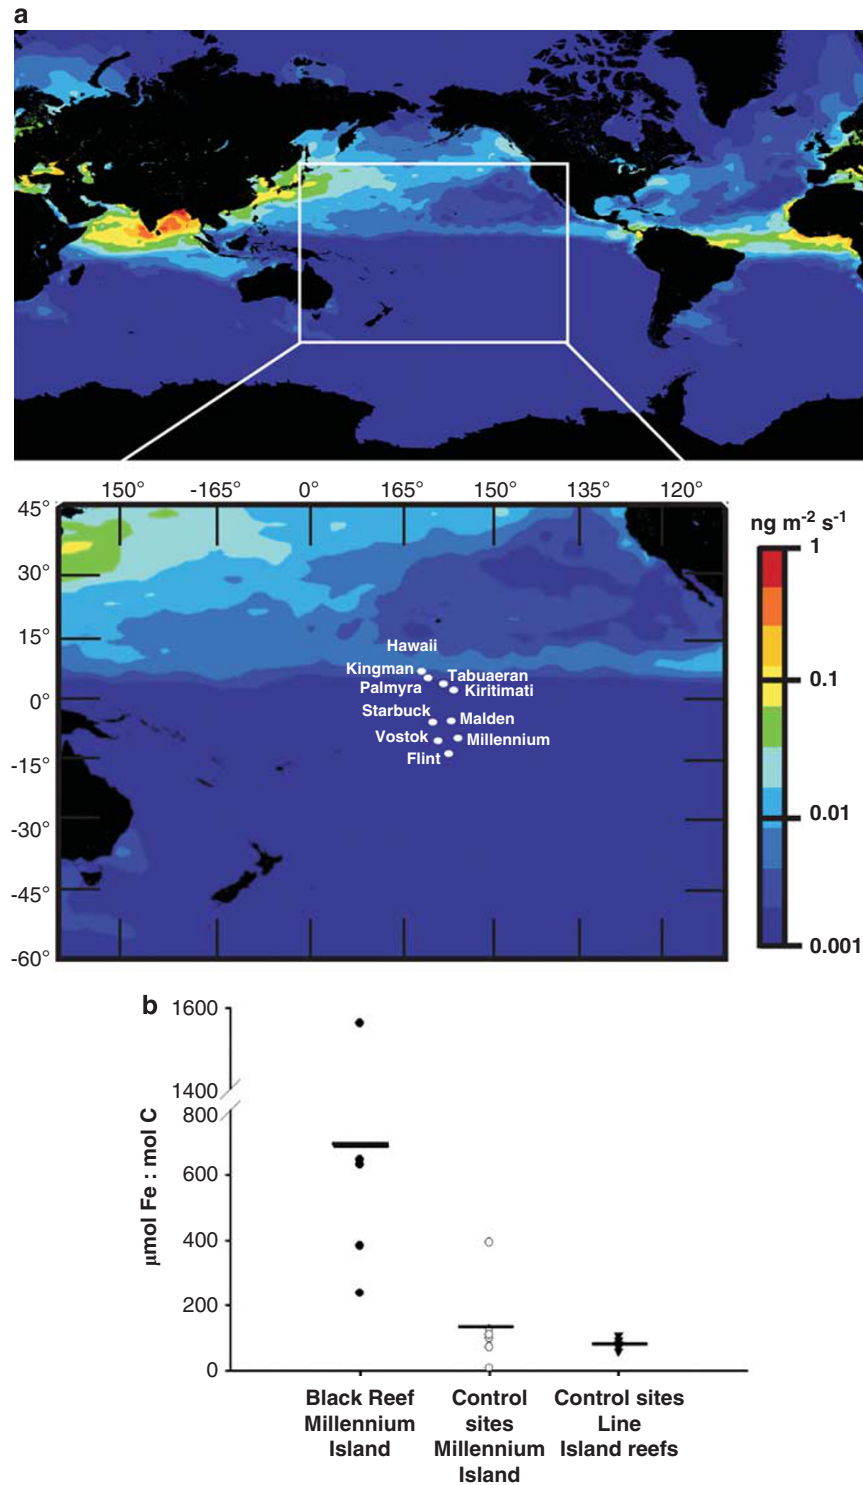 a
150° -165° 0° 165° 150° 135° 120°
45°
30°
15°
0°
-15°
-30°
-45°
-60°
Hawaii
Kingman
Tabuaeran
Palmyra
Kiritimati
Starbuck
Malden
Vostok
Millennium
Flint
ng m-2 s-1
1
0.1
0.01
0.001
b
1600
1400
800
600
400
200
0
µmol Fe : mol C
Black Reef
Millennium
Island
Control
sites
Millennium
Island
Control sites
Line
Island reefs